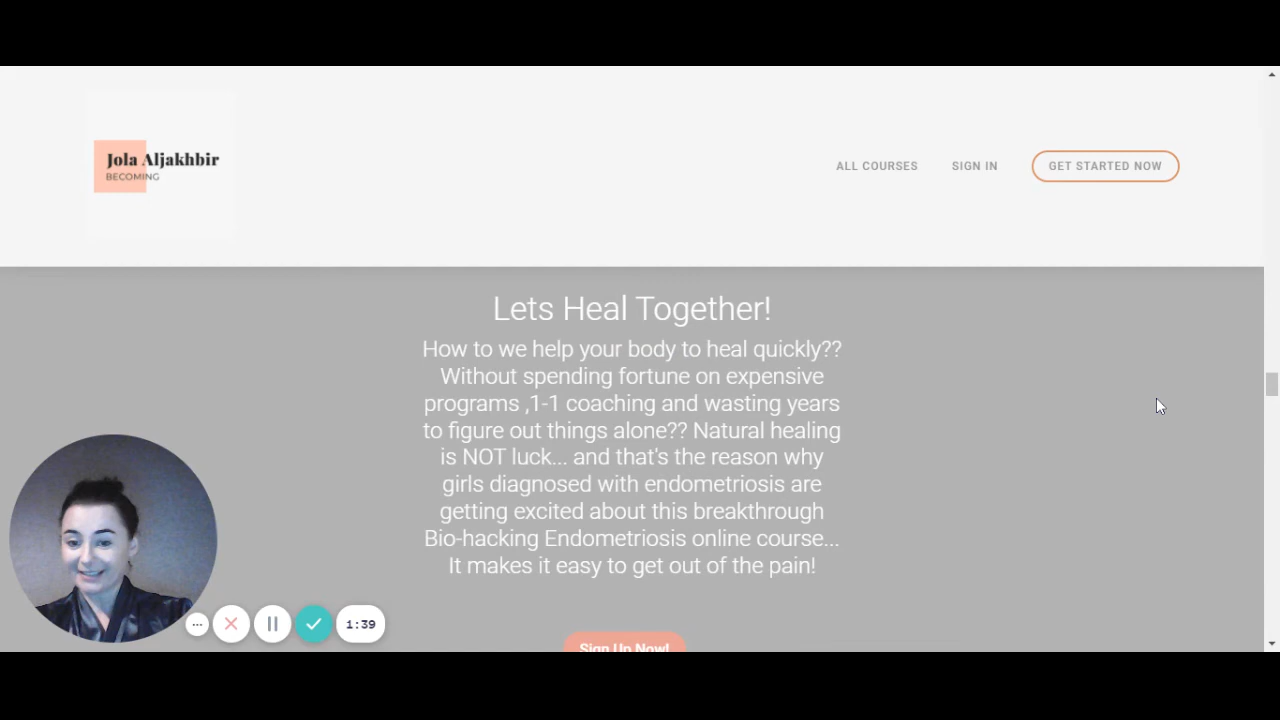 Jola Aljakhbir
BECOMING
ALL COURSES
SIGN IN
GET STARTED NOW
Lets Heal Together!
How to we help your body to heal quickly??
Without spending fortune on expensive
programs ,1-1 coaching and wasting years
to figure out things alone?? Natural healing
is NOT luck... and that's the reason why
girls diagnosed with endometriosis are
getting excited about this breakthrough
Bio-hacking Endometriosis online course...
It makes it easy to get out of the pain!
1:39
Sign Up Now!